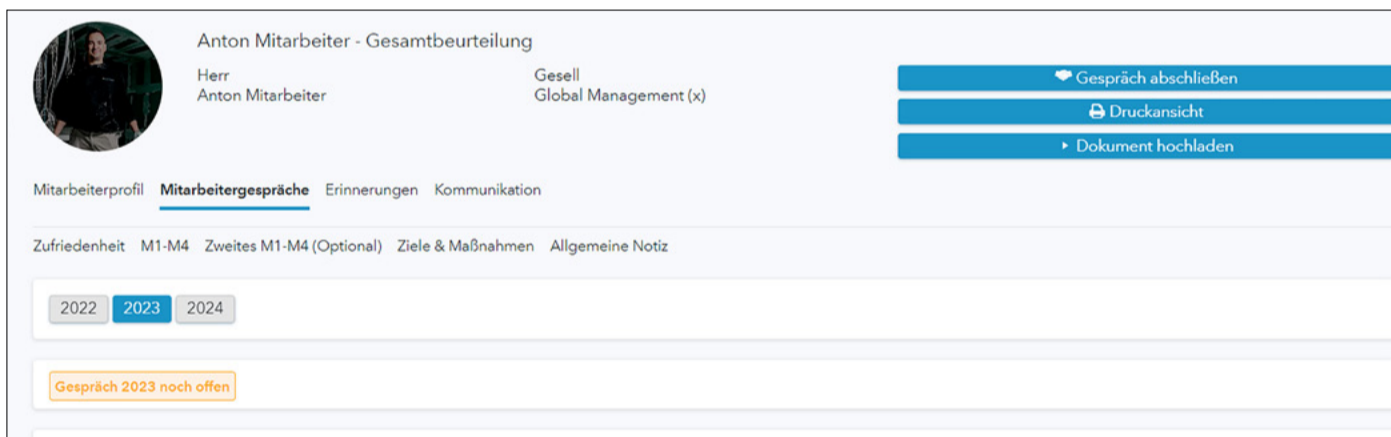 Anton Mitarbeiter - Gesamtbeurteilung
Herr
Anton Mitarbeiter
Gesell
Global Management (x)
Gespräch abschließen
Druckansicht
Dokument hochladen
Mitarbeiterprofil Mitarbeitergespräche Erinnerungen Kommunikation
Zufriedenheit M1-M4 Zweites M1-M4 (Optional) Ziele & Maßnahmen Allgemeine Notiz
2022 2023 2024
Gespräch 2023 noch offen